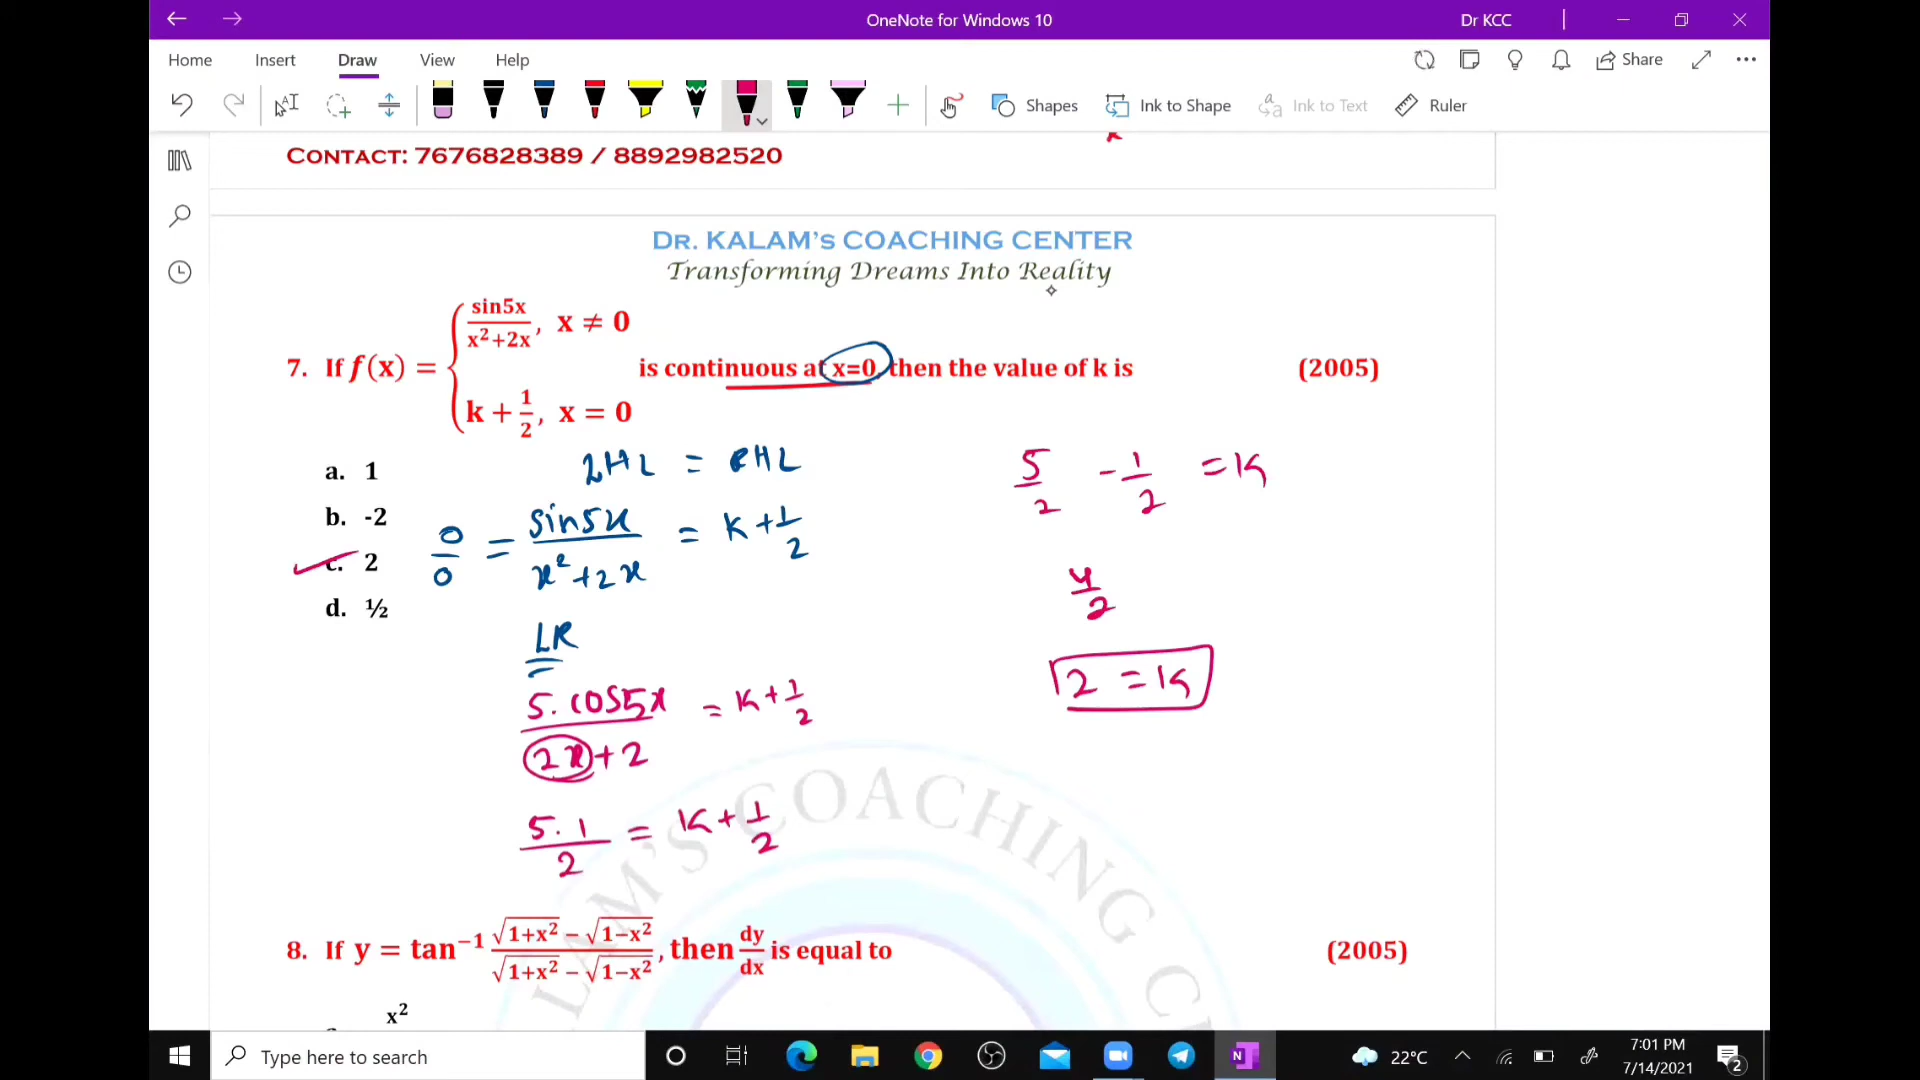 OneNote for Windows 10
Dr KCC
Home Insert Draw View Help
Share
Shapes Ink to Shape Ink to Text Ruler
CONTACT: 7676828389 / 8892982520
DR. KALAM's COACHING CENTER
Transforming Dreams Into Reality
7. If f(x) = { sin5x / x²+2x, x ≠ 0
k + 1/2, x = 0
is continuous at x=0, then the value of k is (2005)
a. 1
b. -2
c. 2
d. ½
LHL = RHL
0/0 = sin5x / x²+2x = k + 1/2
LR
5.cos5x / 2x+2 = k + 1/2
5.1 / 2 = k + 1/2
5/2 - 1/2 = k
4/2
2 = k
LAM'S COACHING C
8. If y = tan⁻¹ √1+x² − √1−x² / √1+x² − √1−x², then dy/dx is equal to (2005)
x²
Type here to search
22°C
7:01 PM
7/14/2021
2